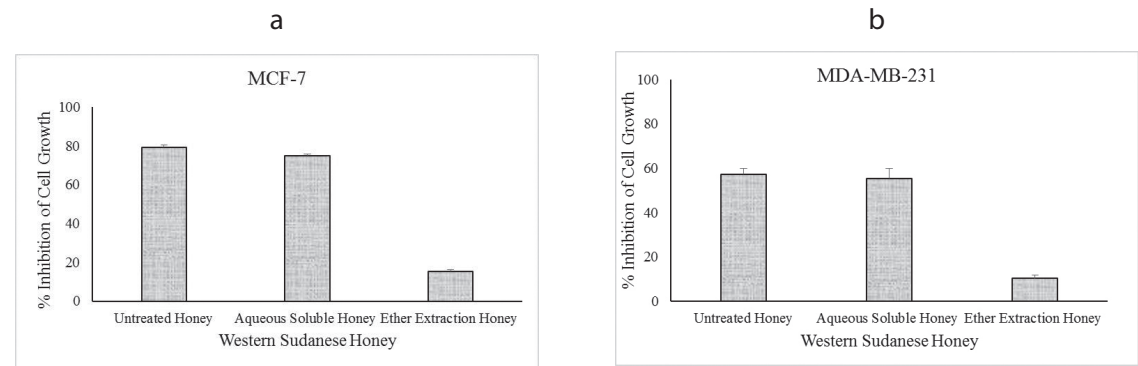 a
MCF-7
% Inhibition of Cell Growth
100
80
60
40
20
0
Untreated Honey
Aqueous Soluble Honey
Ether Extraction Honey
Western Sudanese Honey
b
MDA-MB-231
% Inhibition of Cell Growth
100
80
60
40
20
0
Untreated Honey
Aqueous Soluble Honey
Ether Extraction Honey
Western Sudanese Honey